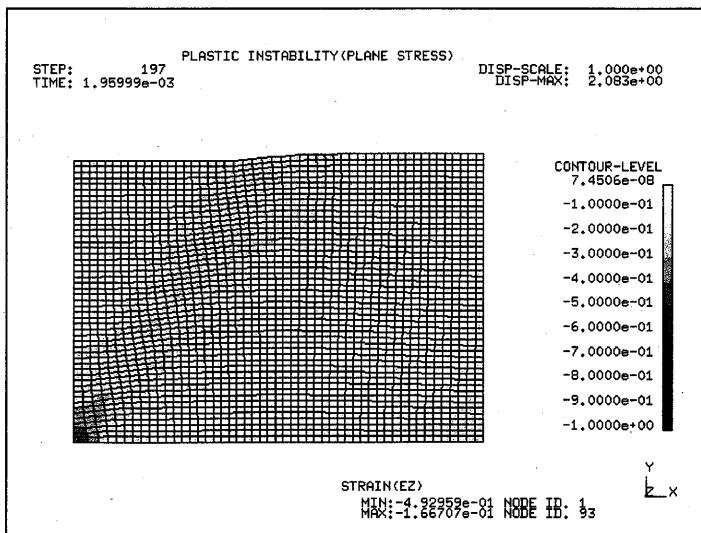 PLASTIC INSTABILITY(PLANE STRESS)
STEP: 197
TIME: 1.95999e-03
DISP-SCALE: 1.000e+00
DISP-MAX: 2.083e+00
CONTOUR-LEVEL
7.4506e-08
-1.0000e-01
-2.0000e-01
-3.0000e-01
-4.0000e-01
-5.0000e-01
-6.0000e-01
-7.0000e-01
-8.0000e-01
-9.0000e-01
-1.0000e+00
Y
Z X
STRAIN(EZ)
MIN:-4.92959e-01 NODE ID. 1
MAX:-1.66707e-01 NODE ID. 93